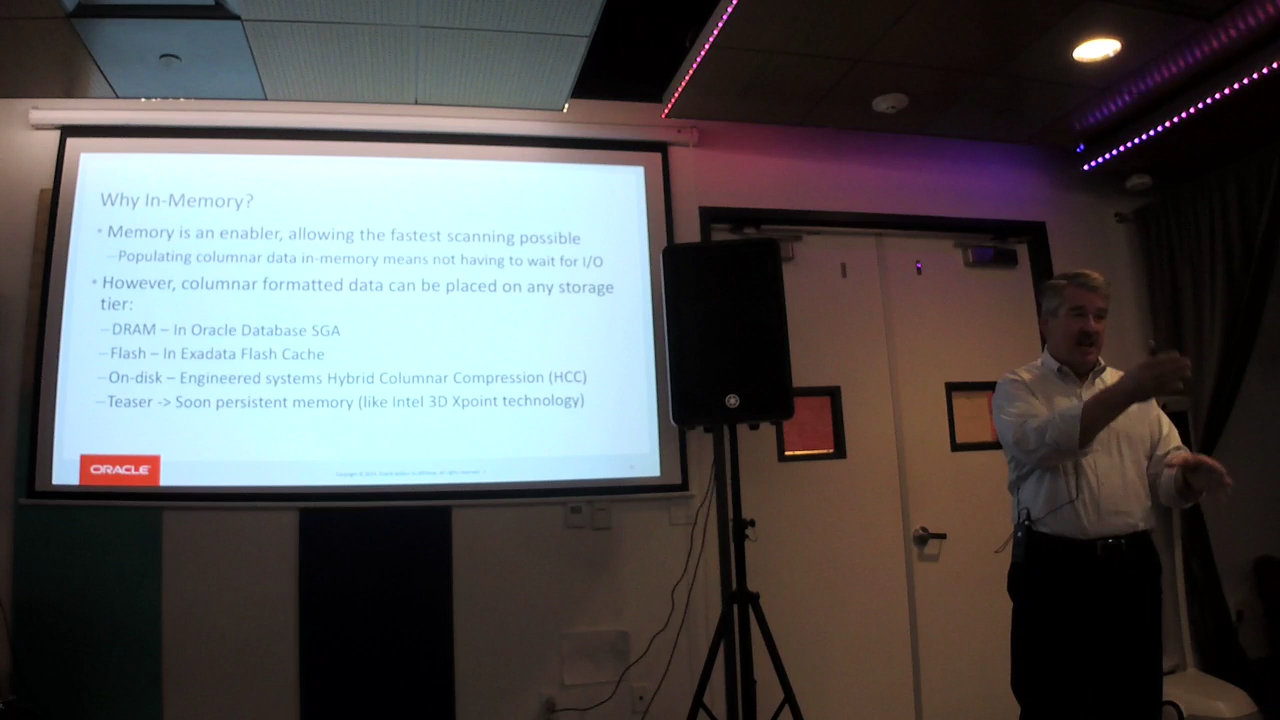 Why In-Memory?
• Memory is an enabler, allowing the fastest scanning possible
–Populating columnar data in-memory means not having to wait for I/O
• However, columnar formatted data can be placed on any storage
tier:
–DRAM – In Oracle Database SGA
–Flash – In Exadata Flash Cache
–On-disk – Engineered systems Hybrid Columnar Compression (HCC)
–Teaser -> Soon persistent memory (like Intel 3D Xpoint technology)
ORACLE